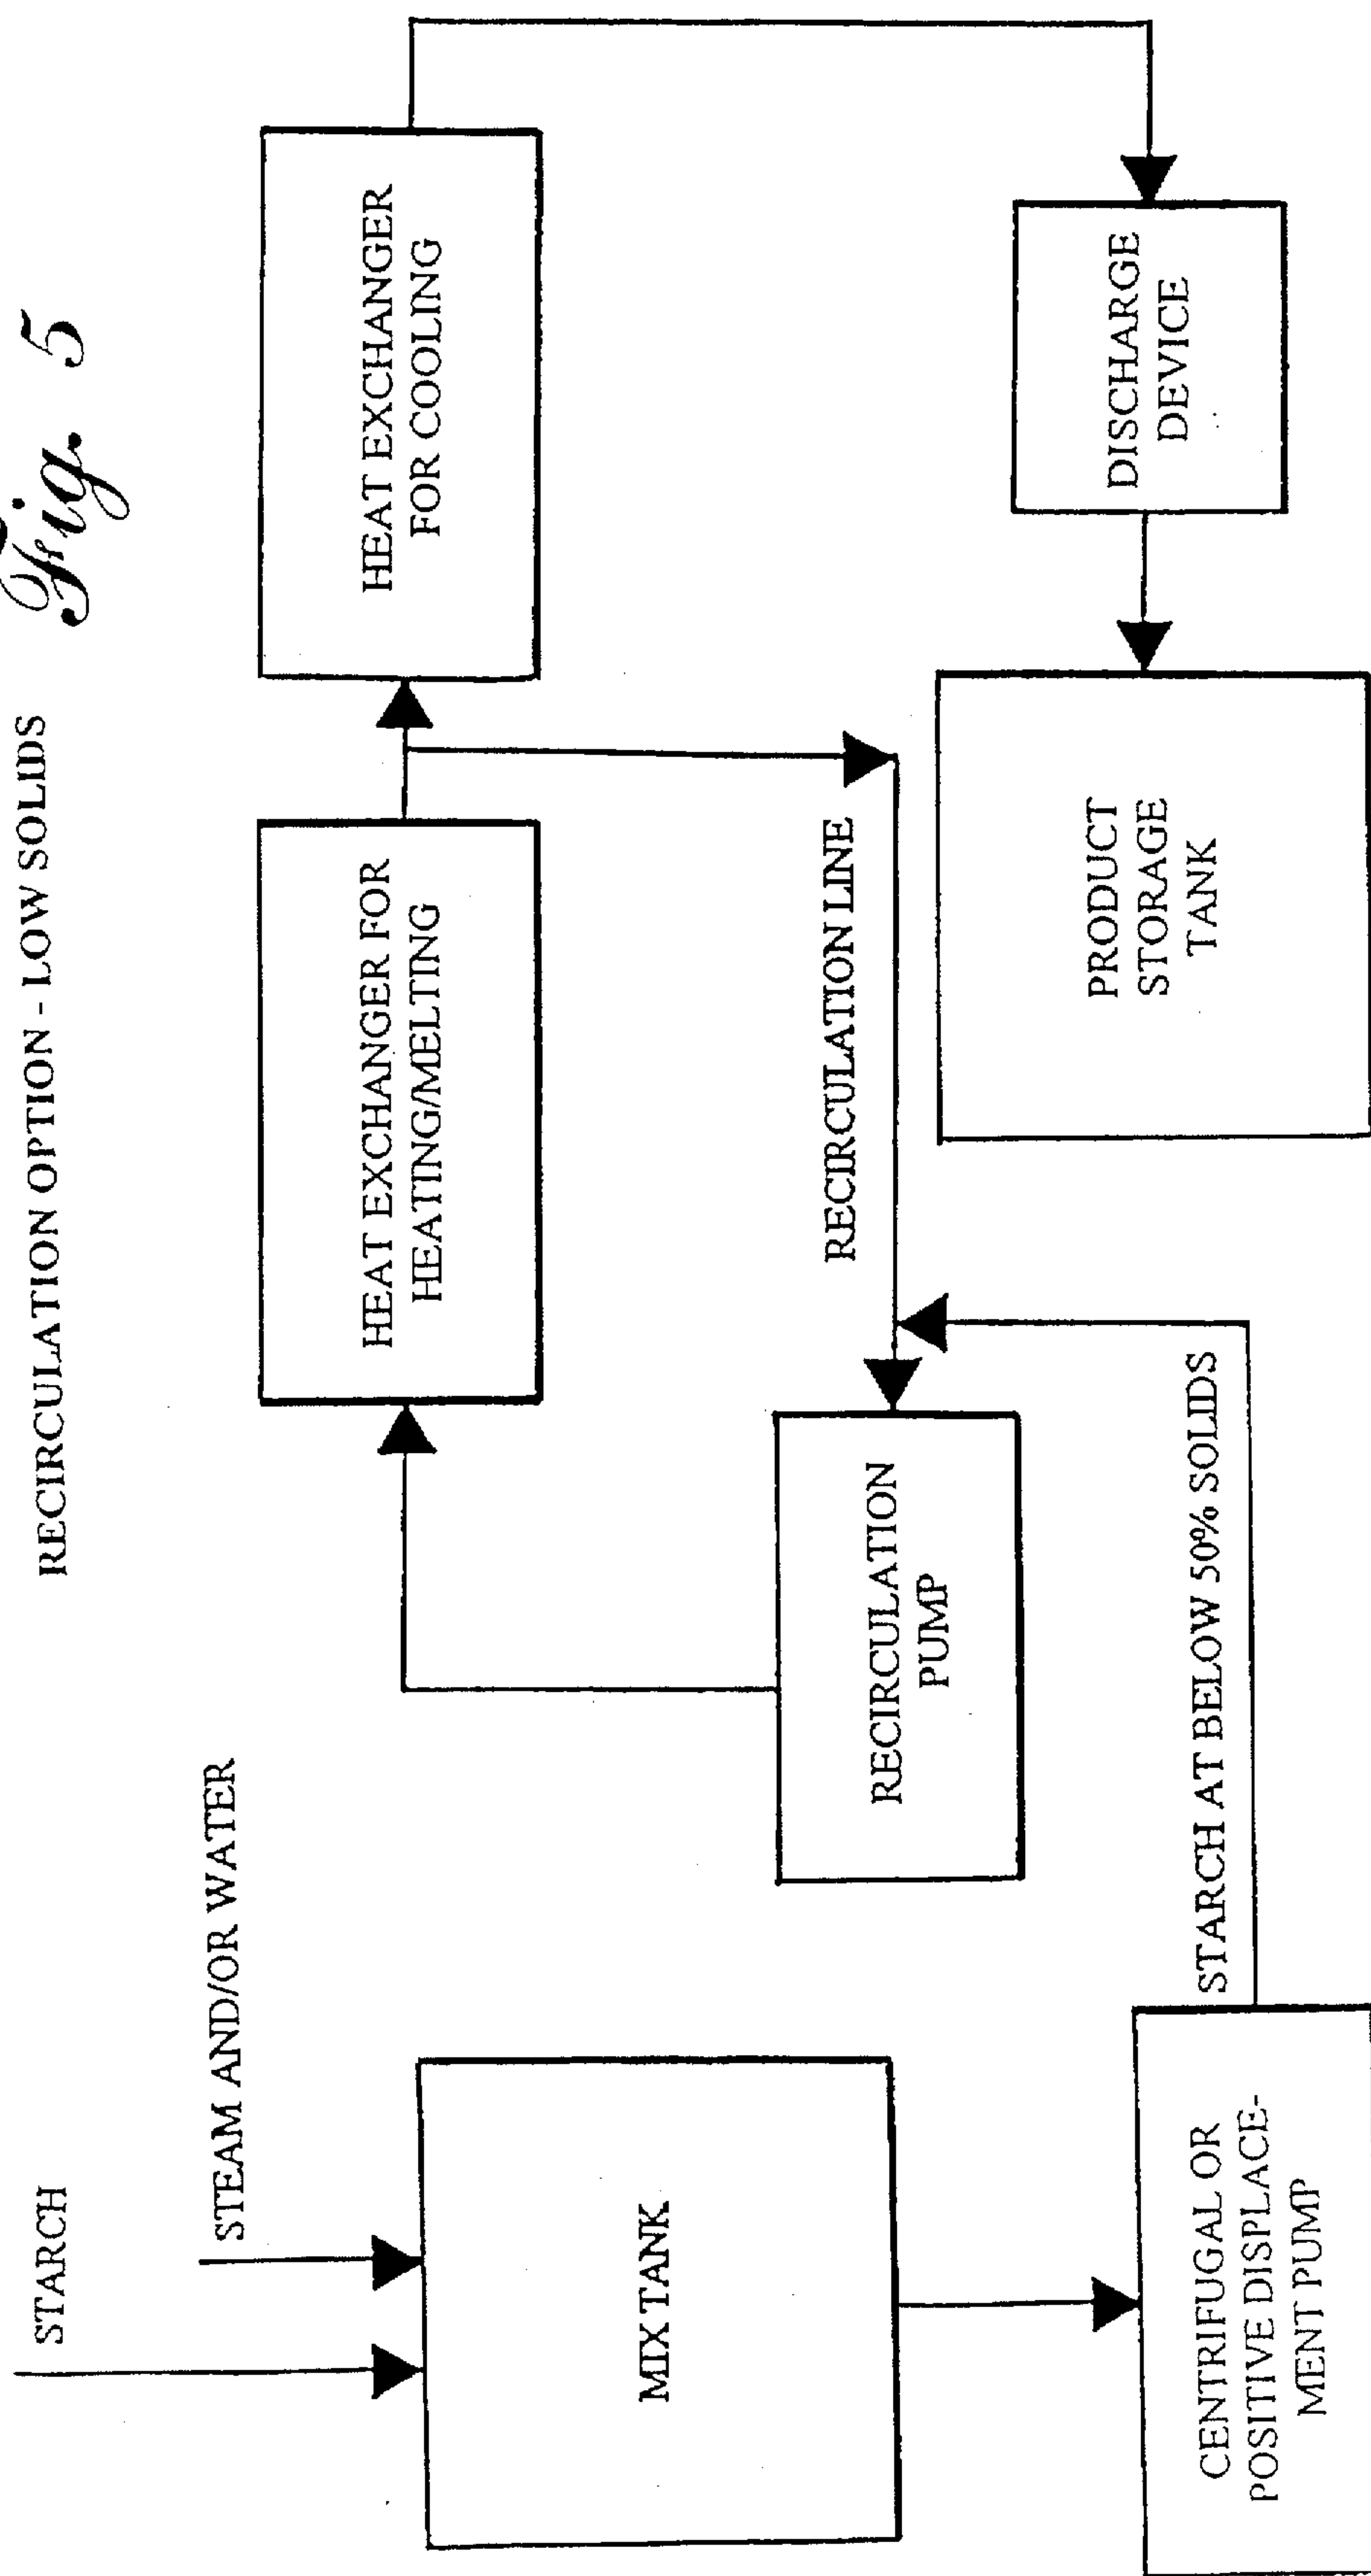 Fig. 5
RECIRCULATION OPTION - LOW SOLIDS
STARCH
STEAM AND/OR WATER
MIX TANK
CENTRIFUGAL OR
POSITIVE DISPLACE-
MENT PUMP
STARCH AT BELOW 50% SOLIDS
RECIRCULATION
PUMP
RECIRCULATION LINE
HEAT EXCHANGER FOR
HEATING/MELTING
HEAT EXCHANGER
FOR COOLING
DISCHARGE
DEVICE
PRODUCT
STORAGE
TANK